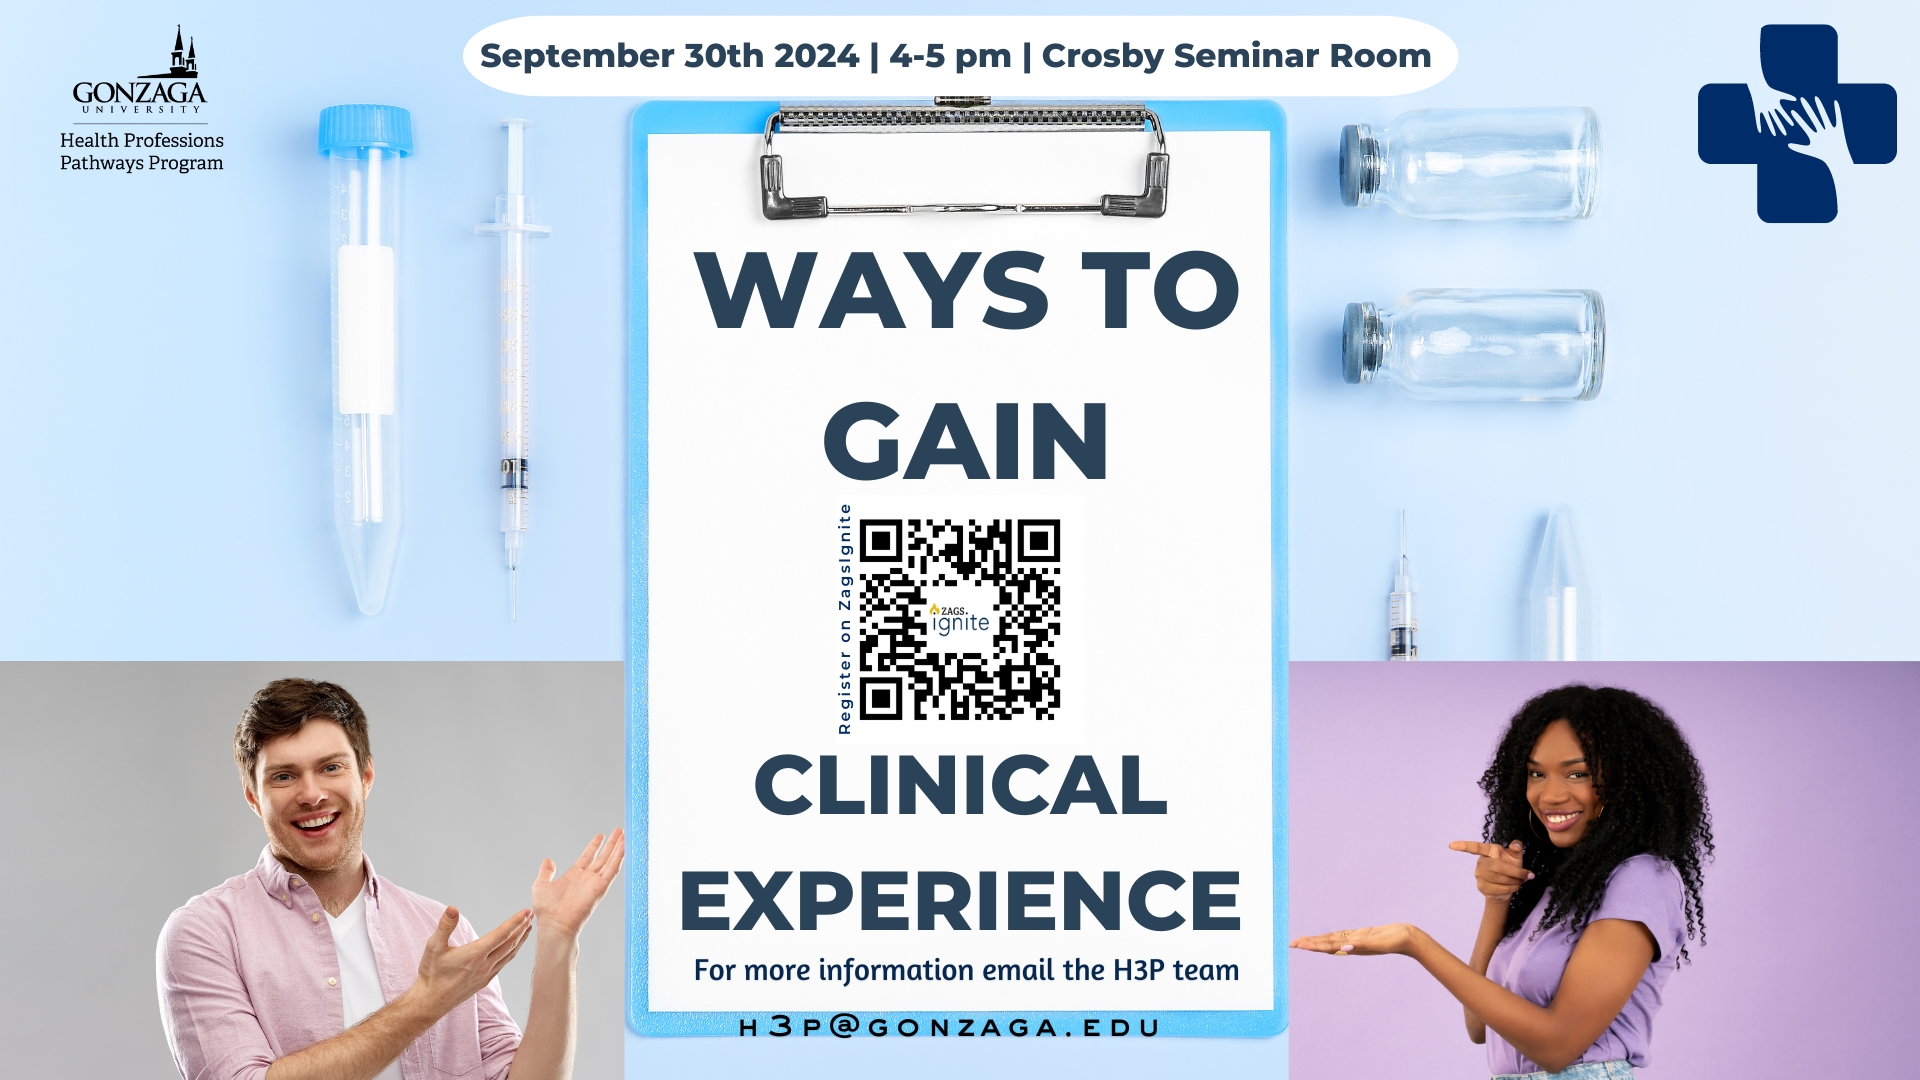 September 30th 2024 | 4-5 pm | Crosby Seminar Room
GONZAGA
UNIVERSITY
Health Professions
Pathways Program
WAYS TO
GAIN
Register on ZagsIgnite
ZAGS.
ignite
CLINICAL
EXPERIENCE
For more information email the H3P team
H3P@GONZAGA.EDU